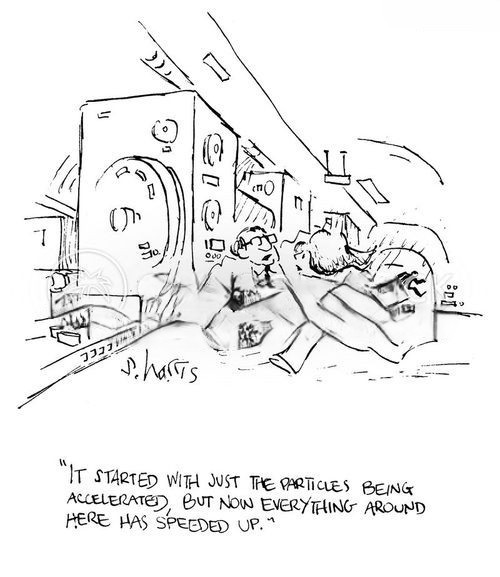 S. harris
"IT STARTED WITH JUST THE PARTICLES BEING
ACCELERATED, BUT NOW EVERYTHING AROUND
HERE HAS SPEEDED UP."